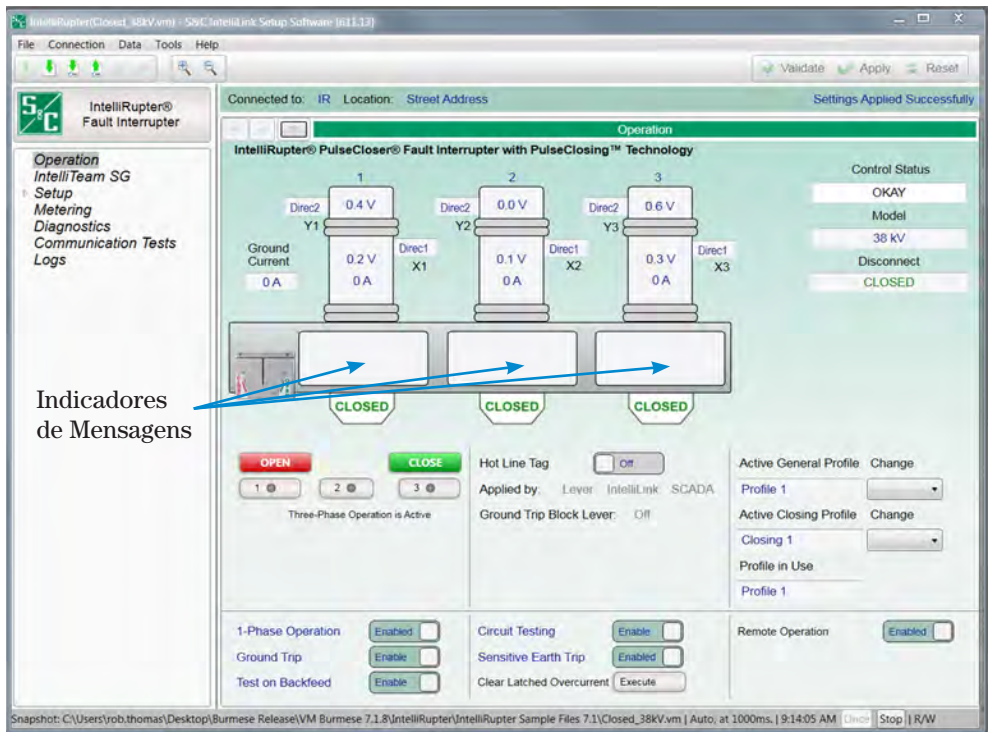 IntelliRupter(Closed_38kV.vm) - S&C IntelliLink Setup Software (611.13)
File Connection Data Tools Help
Validate Apply Reset
S&C
IntelliRupter®
Fault Interrupter
Connected to: IR Location: Street Address Settings Applied Successfully
Operation
IntelliTeam SG
Setup
Metering
Diagnostics
Communication Tests
Logs
Operation
IntelliRupter® PulseCloser® Fault Interrupter with PulseClosing™ Technology
1 2 3
Direc2 0.4 V Direc2 0.0 V Direc2 0.6 V
Y1 Y2 Y3
Ground
Current
0 A
0.2 V Direc1 0.1 V Direc1 0.3 V Direc1
X1 X2 X3
0 A 0 A 0 A
Control Status
OKAY
Model
38 kV
Disconnect
CLOSED
Indicadores
de Mensagens
CLOSED CLOSED CLOSED
OPEN CLOSE
1 2 3
Three-Phase Operation is Active
Hot Line Tag Off
Applied by: Lever IntelliLink SCADA
Ground Trip Block Lever: Off
Active General Profile Change
Profile 1
Active Closing Profile Change
Closing 1
Profile in Use
Profile 1
1-Phase Operation Enabled
Ground Trip Enable
Test on Backfeed Enable
Circuit Testing Enable
Sensitive Earth Trip Enabled
Clear Latched Overcurrent Execute
Remote Operation Enabled
Snapshot: C:\Users\rob.thomas\Desktop\Burmese Release\VM Burmese 7.1.8\IntelliRupter\IntelliRupter Sample Files 7.1\Closed_38kV.vm | Auto, at 1000ms. | 9:14:05 AM Once Stop | R/W